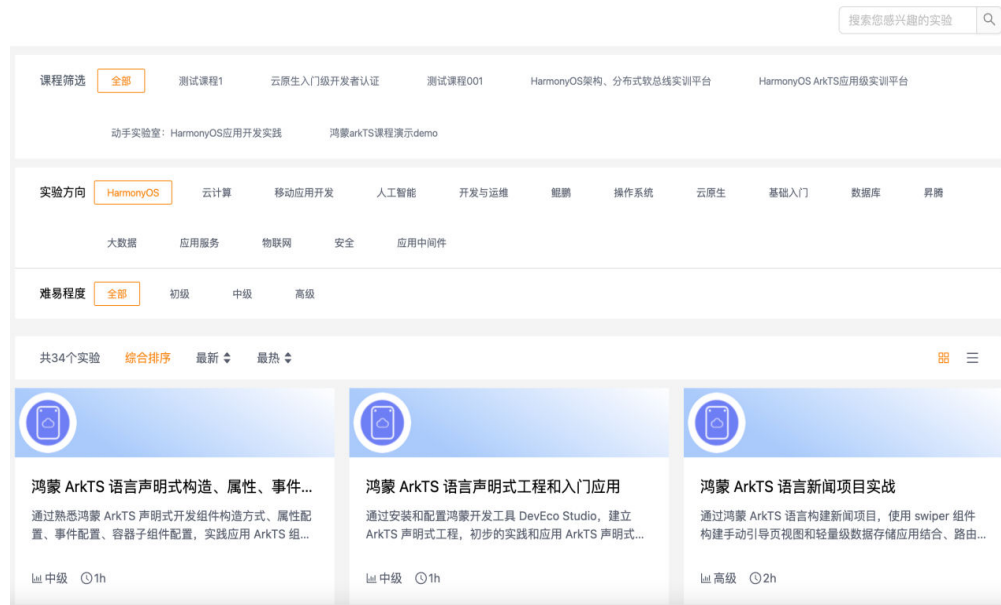 搜索您感兴趣的实验
课程筛选 全部 测试课程1 云原生入门级开发者认证 测试课程001 HarmonyOS架构、分布式软总线实训平台 HarmonyOS ArkTS应用级实训平台
动手实验室：HarmonyOS应用开发实践 鸿蒙arkTS课程演示demo
实验方向 HarmonyOS 云计算 移动应用开发 人工智能 开发与运维 鲲鹏 操作系统 云原生 基础入门 数据库 昇腾
大数据 应用服务 物联网 安全 应用中间件
难易程度 全部 初级 中级 高级
共34个实验 综合排序 最新 最热
鸿蒙 ArkTS 语言声明式构造、属性、事件...
通过熟悉鸿蒙 ArkTS 声明式开发组件构造方式、属性配
置、事件配置、容器子组件配置，实践应用 ArkTS 组...
中级 1h
鸿蒙 ArkTS 语言声明式工程和入门应用
通过安装和配置鸿蒙开发工具 DevEco Studio，建立
ArkTS 声明式工程，初步的实践和应用 ArkTS 声明式...
中级 1h
鸿蒙 ArkTS 语言新闻项目实战
通过鸿蒙 ArkTS 语言构建新闻项目，使用 swiper 组件
构建手动引导页视图和轻量级数据存储应用结合、路由...
高级 2h